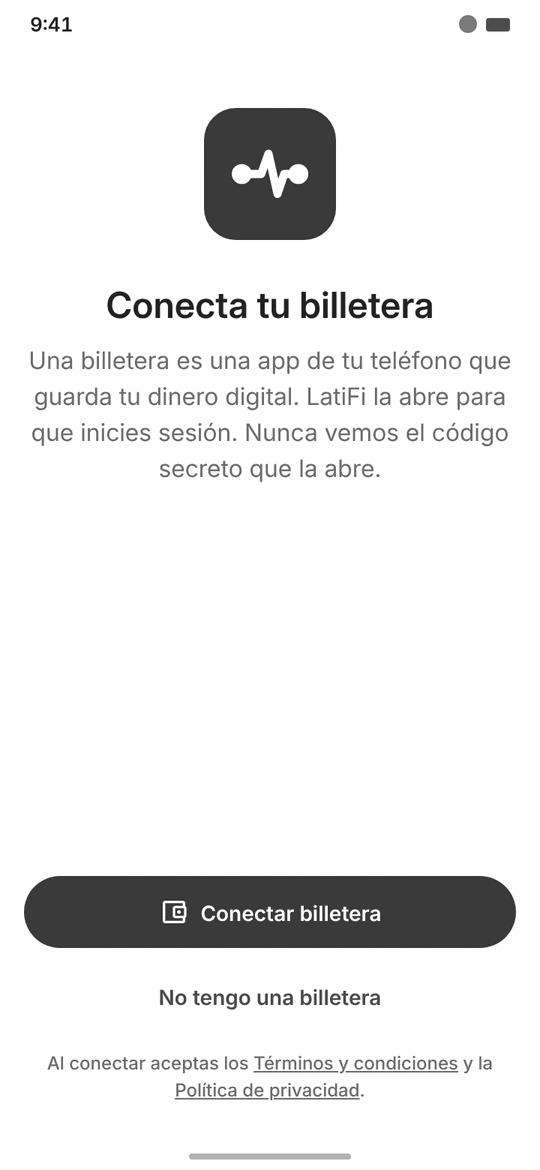 9:41
Conecta tu billetera
Una billetera es una app de tu teléfono que
guarda tu dinero digital. LatiFi la abre para
que inicies sesión. Nunca vemos el código
secreto que la abre.
Conectar billetera
No tengo una billetera
Al conectar aceptas los Términos y condiciones y la
Política de privacidad.